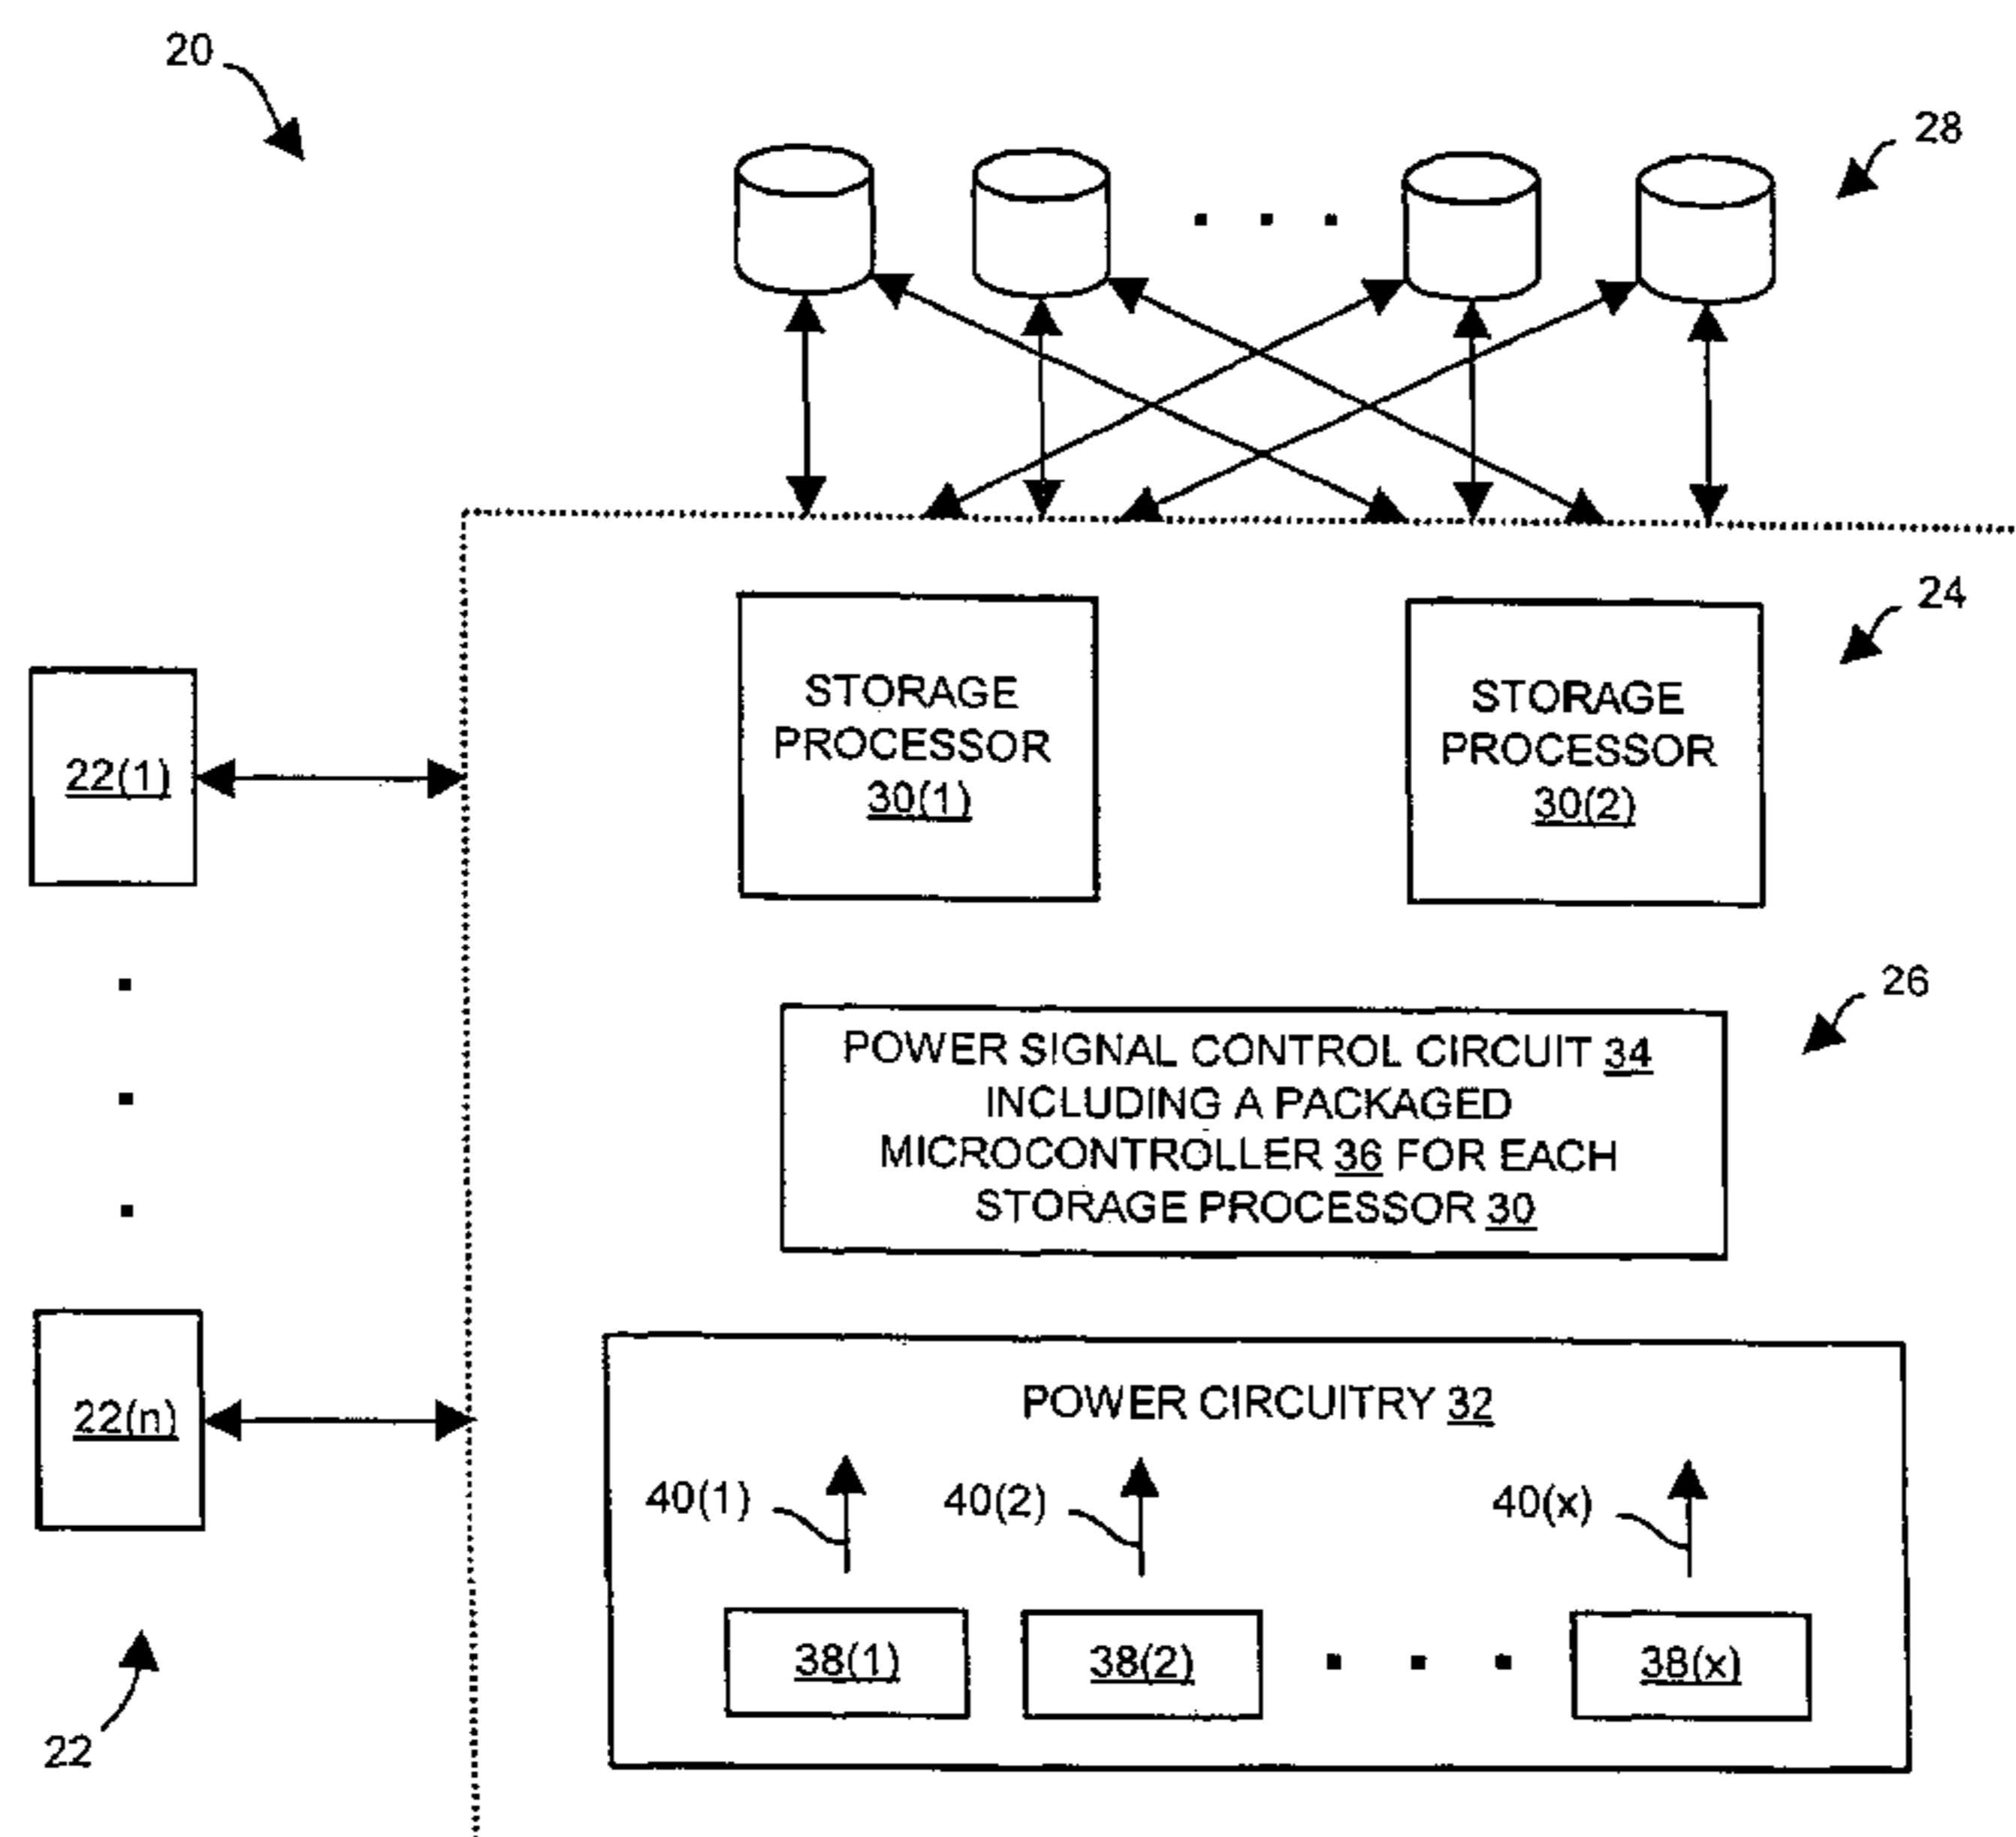 20
28
24
STORAGE
PROCESSOR
30(1)
STORAGE
PROCESSOR
30(2)
22(1)
26
POWER SIGNAL CONTROL CIRCUIT 34
INCLUDING A PACKAGED
MICROCONTROLLER 36 FOR EACH
STORAGE PROCESSOR 30
22(n)
POWER CIRCUITRY 32
40(1)
40(2)
40(x)
38(1)
38(2)
38(x)
22